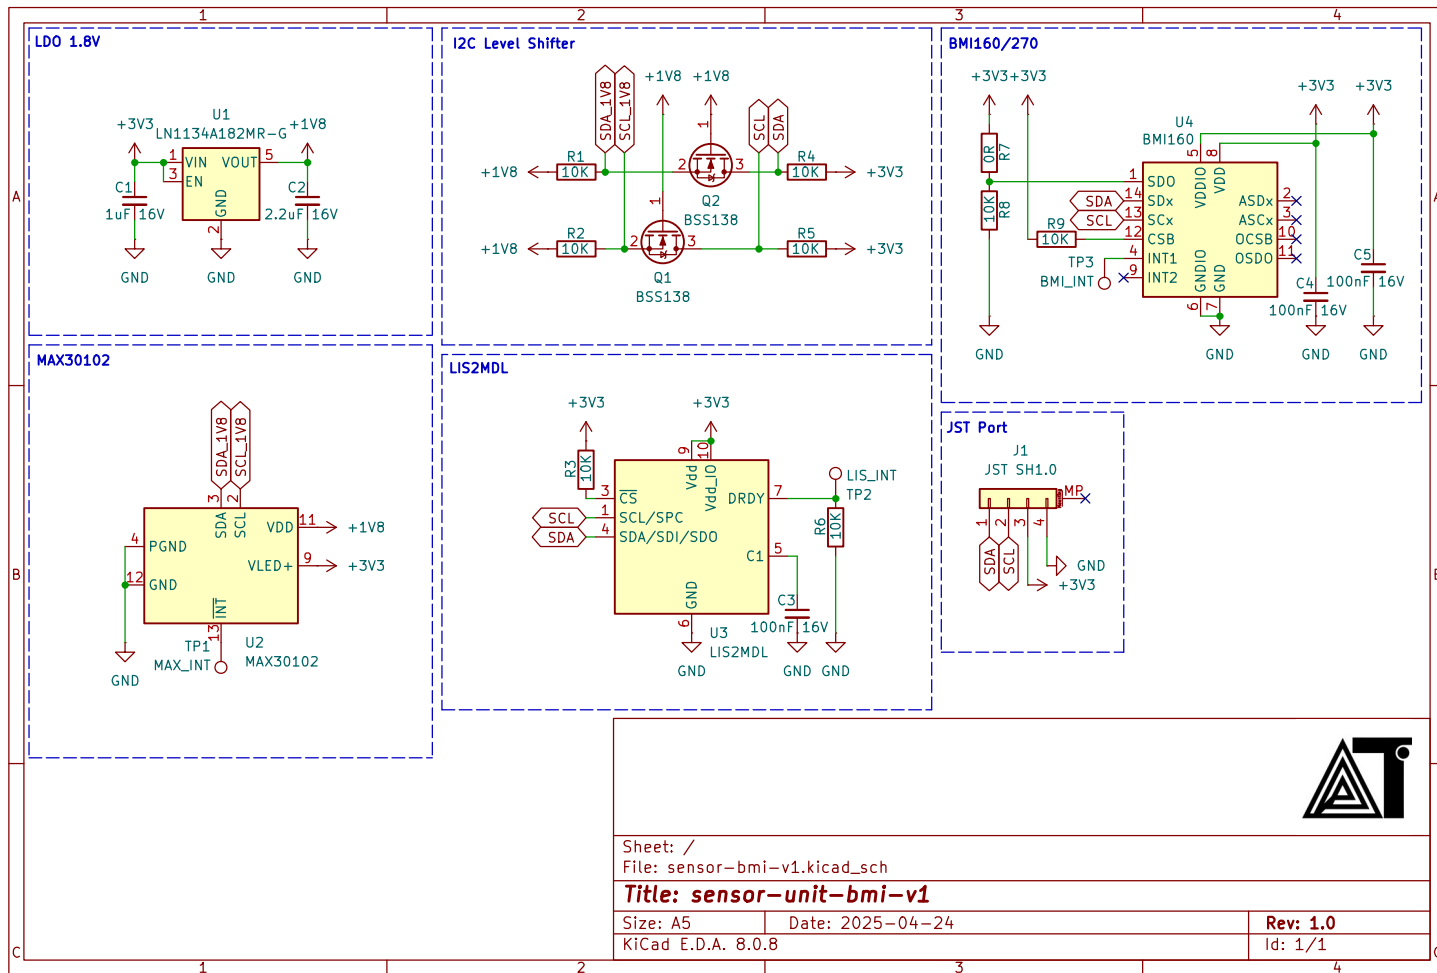 1 2 3 4
LDO 1.8V
+3V3
U1
LN1134A182MR-G
+1V8
1 VIN VOUT 5
3 EN
GND
2
C1
1uF 16V
C2
2.2uF 16V
GND GND GND
I2C Level Shifter
SDA_1V8
SCL_1V8
+1V8 +1V8
SCL
SDA
1
R1
+1V8 10K
2 3
R4
10K +3V3
Q2
BSS138
1
R2
+1V8 10K
2 3
R5
10K +3V3
Q1
BSS138
BMI160/270
+3V3 +3V3
+3V3 +3V3
U4
BMI160
0R R7
10K R8
5 8
VDDIO VDD
1 SDO
SDA 14 SDx
SCL 13 SCx
R9
10K 12 CSB
4 INT1
9 INT2
ASDx 2
ASCx 3
OCSB 10
OSDO 11
GNDIO GND
6 7
TP3
BMI_INT
C5
100nF 16V
C4
100nF 16V
GND GND GND GND
A A
MAX30102
SDA_1V8
SCL_1V8
3 2
SDA SCL
VDD 11 +1V8
4 PGND
VLED+ 9 +3V3
12 GND
INT
13
TP1
MAX_INT
U2
MAX30102
GND
LIS2MDL
+3V3 +3V3
R3 10K
9 10
Vdd Vdd_IO
3 CS
SCL 1 SCL/SPC
SDA 4 SDA/SDI/SDO
DRDY 7
LIS_INT
TP2
R6 10K
C1 5
GND
6
C3
100nF 16V
U3
LIS2MDL
GND GND GND
JST Port
J1
JST SH1.0
MP
1 2 3 4
SDA
SCL
GND
+3V3
B
AT
Sheet: /
File: sensor-bmi-v1.kicad_sch
Title: sensor-unit-bmi-v1
Size: A5 Date: 2025-04-24 Rev: 1.0
KiCad E.D.A. 8.0.8 Id: 1/1
C
1 2 3 4